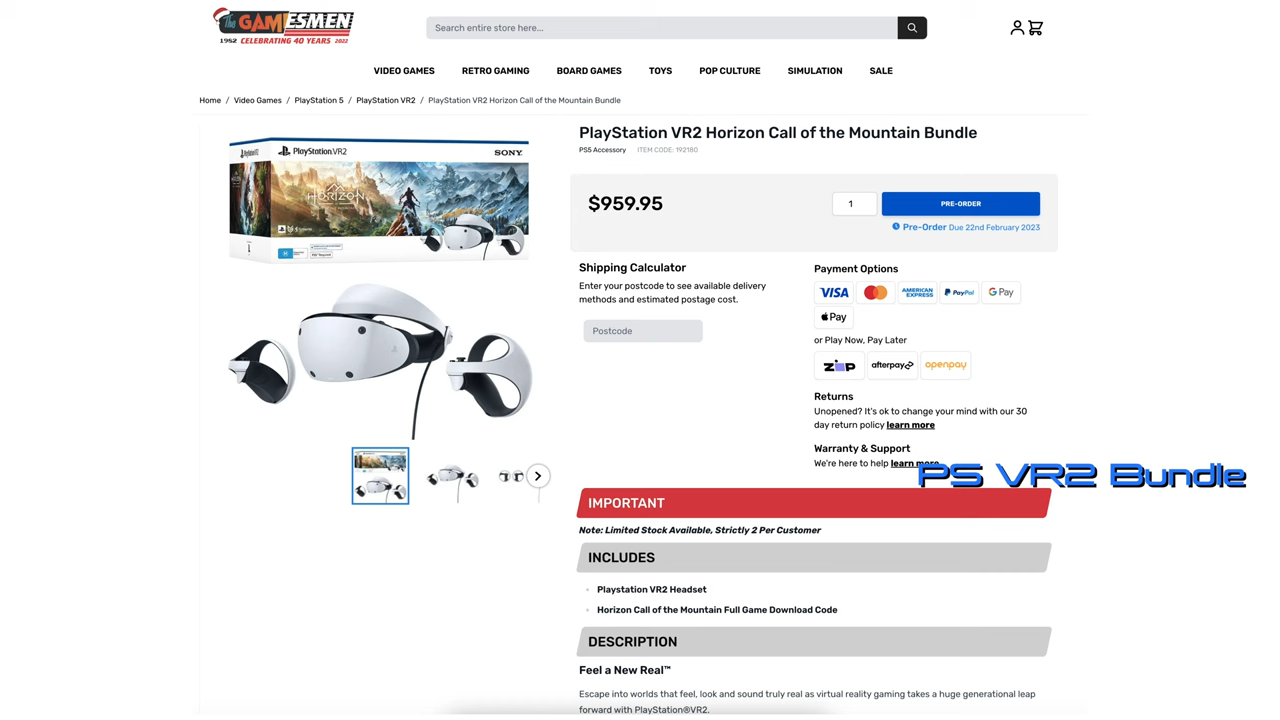 The GAMESMEN
1982 CELEBRATING 40 YEARS 2022
Search entire store here...
VIDEO GAMES RETRO GAMING BOARD GAMES TOYS POP CULTURE SIMULATION SALE
Home / Video Games / PlayStation 5 / PlayStation VR2 / PlayStation VR2 Horizon Call of the Mountain Bundle
PlayStation VR2
SONY
HORIZON
PlayStation VR2 Horizon Call of the Mountain Bundle
PS5 Accessory ITEM CODE: 192180
$959.95
1
PRE-ORDER
Pre-Order Due 22nd February 2023
Shipping Calculator
Enter your postcode to see available delivery
methods and estimated postage cost.
Postcode
Payment Options
VISA
AMERICAN
EXPRESS
PayPal
G Pay
Pay
or Play Now, Pay Later
zip
afterpay
openpay
Returns
Unopened? It's ok to change your mind with our 30
day return policy learn more
Warranty & Support
We're here to help learn more
PS VR2 Bundle
IMPORTANT
Note: Limited Stock Available, Strictly 2 Per Customer
INCLUDES
Playstation VR2 Headset
Horizon Call of the Mountain Full Game Download Code
DESCRIPTION
Feel a New Real™
Escape into worlds that feel, look and sound truly real as virtual reality gaming takes a huge generational leap
forward with PlayStation®VR2.